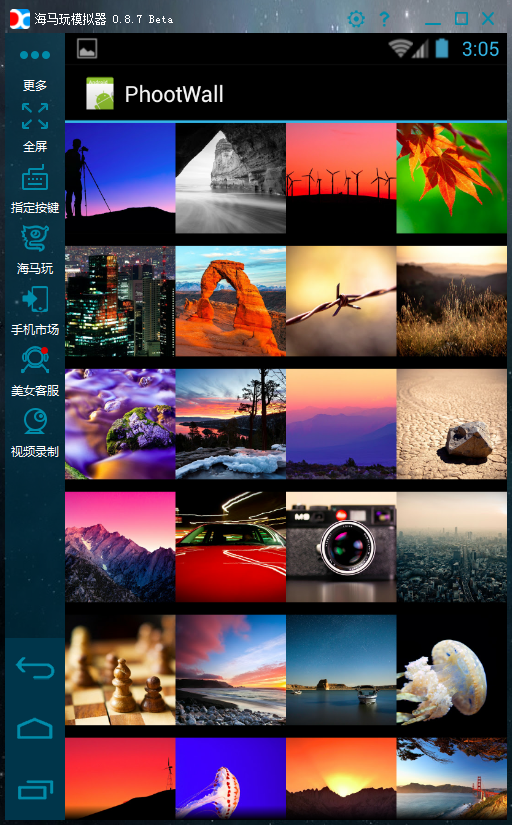 海马玩模拟器 0.8.7 Beta
?
3:05
更多
PhootWall
全屏
指定按键
海马玩
手机市场
美女客服
视频录制
M9